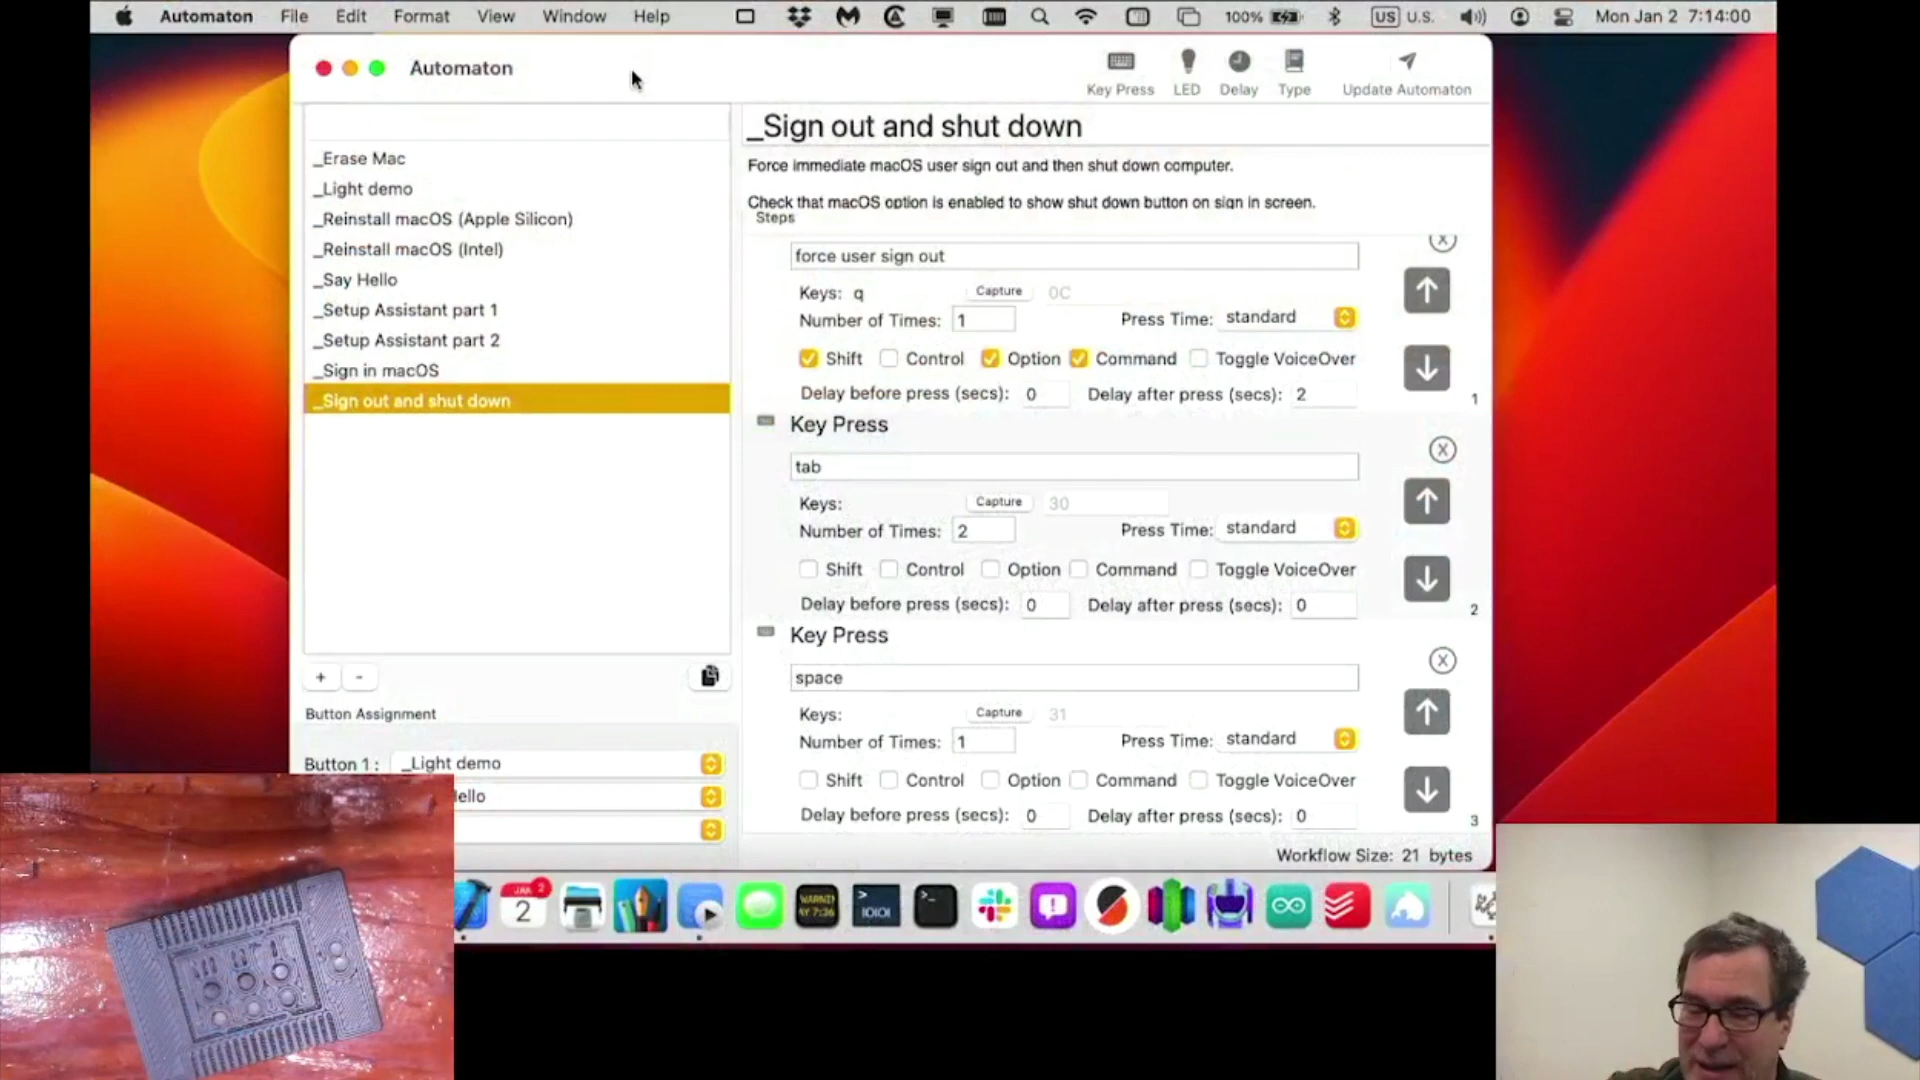 Automaton File Edit Format View Window Help 100% US U.S. Mon Jan 2 7:14:00
Automaton
Key Press LED Delay Type Update Automaton
_Erase Mac
_Light demo
_Reinstall macOS (Apple Silicon)
_Reinstall macOS (Intel)
_Say Hello
_Setup Assistant part 1
_Setup Assistant part 2
_Sign in macOS
_Sign out and shut down
+ -
Button Assignment
Button 1 : _Light demo
lello
_Sign out and shut down
Force immediate macOS user sign out and then shut down computer.
Check that macOS option is enabled to show shut down button on sign in screen.
Steps
force user sign out
Keys: q Capture 0C
Number of Times: 1 Press Time: standard
Shift Control Option Command Toggle VoiceOver
Delay before press (secs): 0 Delay after press (secs): 2
1
Key Press
tab
Keys: Capture 30
Number of Times: 2 Press Time: standard
Shift Control Option Command Toggle VoiceOver
Delay before press (secs): 0 Delay after press (secs): 0
2
Key Press
space
Keys: Capture 31
Number of Times: 1 Press Time: standard
Shift Control Option Command Toggle VoiceOver
Delay before press (secs): 0 Delay after press (secs): 0
3
Workflow Size: 21 bytes
JAN 2
2
WARNIN
AY 7:36
>
IOIOI
>_